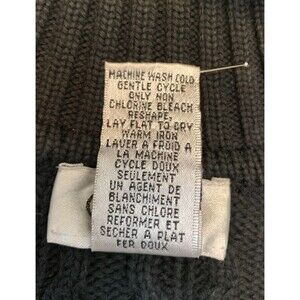 MACHINE WASH COLD
GENTLE CYCLE
ONLY NON
CHLORINE BLEACH
RESHAPE,
LAY FLAT TO DRY
WARM IRON
LAVER A FROID A
LA MACHINE
CYCLE DOUX
SEULEMENT
UN AGENT DE
BLANCHIMENT
SANS CHLORE
REFORMER ET
SECHER A PLAT
FER DOUX